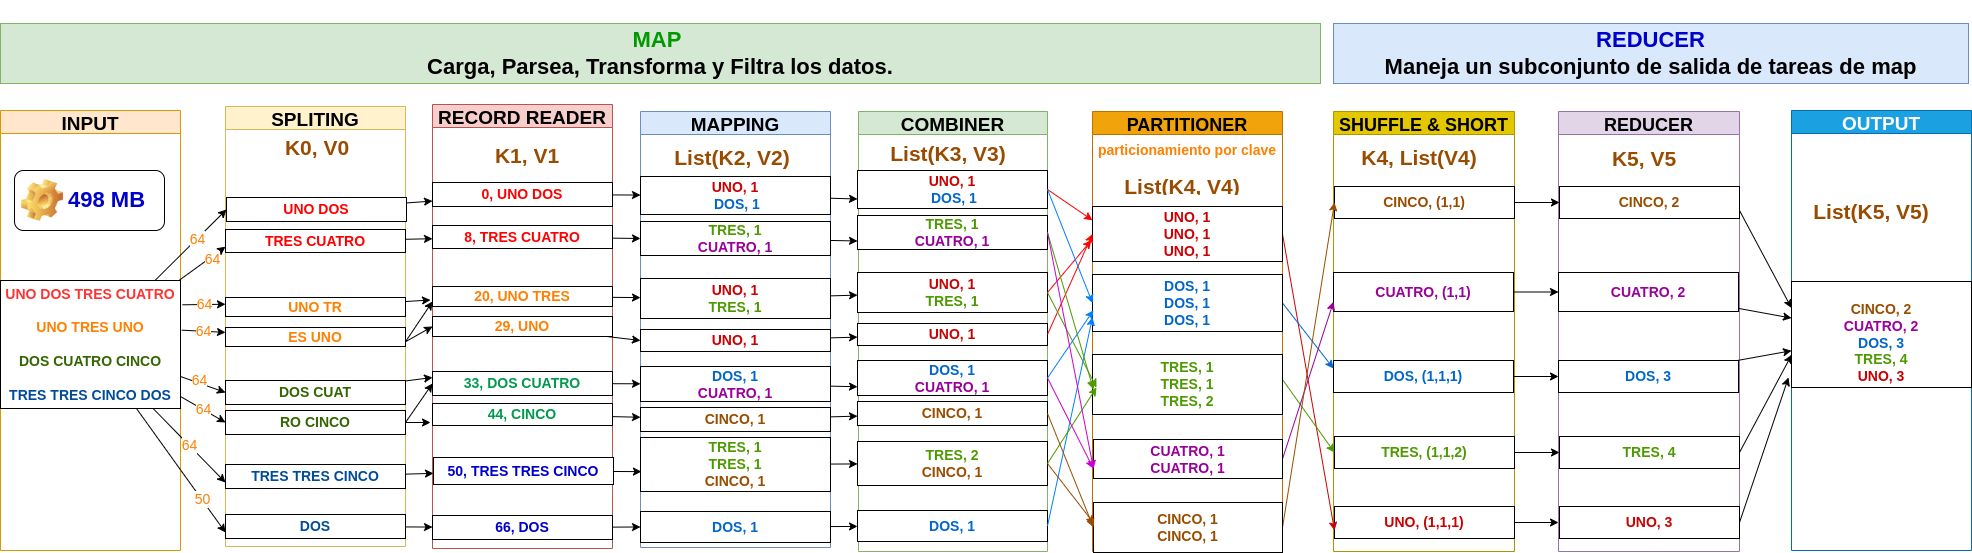 MAP
Carga, Parsea, Transforma y Filtra los datos.
REDUCER
Maneja un subconjunto de salida de tareas de map
INPUT
498 MB
UNO DOS TRES CUATRO
UNO TRES UNO
DOS CUATRO CINCO
TRES TRES CINCO DOS
64
64
64
64
64
64
64
50
SPLITING
K0, V0
UNO DOS
TRES CUATRO
UNO TR
ES UNO
DOS CUAT
RO CINCO
TRES TRES CINCO
DOS
RECORD READER
K1, V1
0, UNO DOS
8, TRES CUATRO
20, UNO TRES
29, UNO
33, DOS CUATRO
44, CINCO
50, TRES TRES CINCO
66, DOS
MAPPING
List(K2, V2)
UNO, 1
DOS, 1
TRES, 1
CUATRO, 1
UNO, 1
TRES, 1
UNO, 1
DOS, 1
CUATRO, 1
CINCO, 1
TRES, 1
TRES, 1
CINCO, 1
DOS, 1
COMBINER
List(K3, V3)
UNO, 1
DOS, 1
TRES, 1
CUATRO, 1
UNO, 1
TRES, 1
UNO, 1
DOS, 1
CUATRO, 1
CINCO, 1
TRES, 2
CINCO, 1
DOS, 1
PARTITIONER
particionamiento por clave
List(K4, V4)
UNO, 1
UNO, 1
UNO, 1
DOS, 1
DOS, 1
DOS, 1
TRES, 1
TRES, 1
TRES, 2
CUATRO, 1
CUATRO, 1
CINCO, 1
CINCO, 1
SHUFFLE & SHORT
K4, List(V4)
CINCO, (1,1)
CUATRO, (1,1)
DOS, (1,1,1)
TRES, (1,1,2)
UNO, (1,1,1)
REDUCER
K5, V5
CINCO, 2
CUATRO, 2
DOS, 3
TRES, 4
UNO, 3
OUTPUT
List(K5, V5)
CINCO, 2
CUATRO, 2
DOS, 3
TRES, 4
UNO, 3